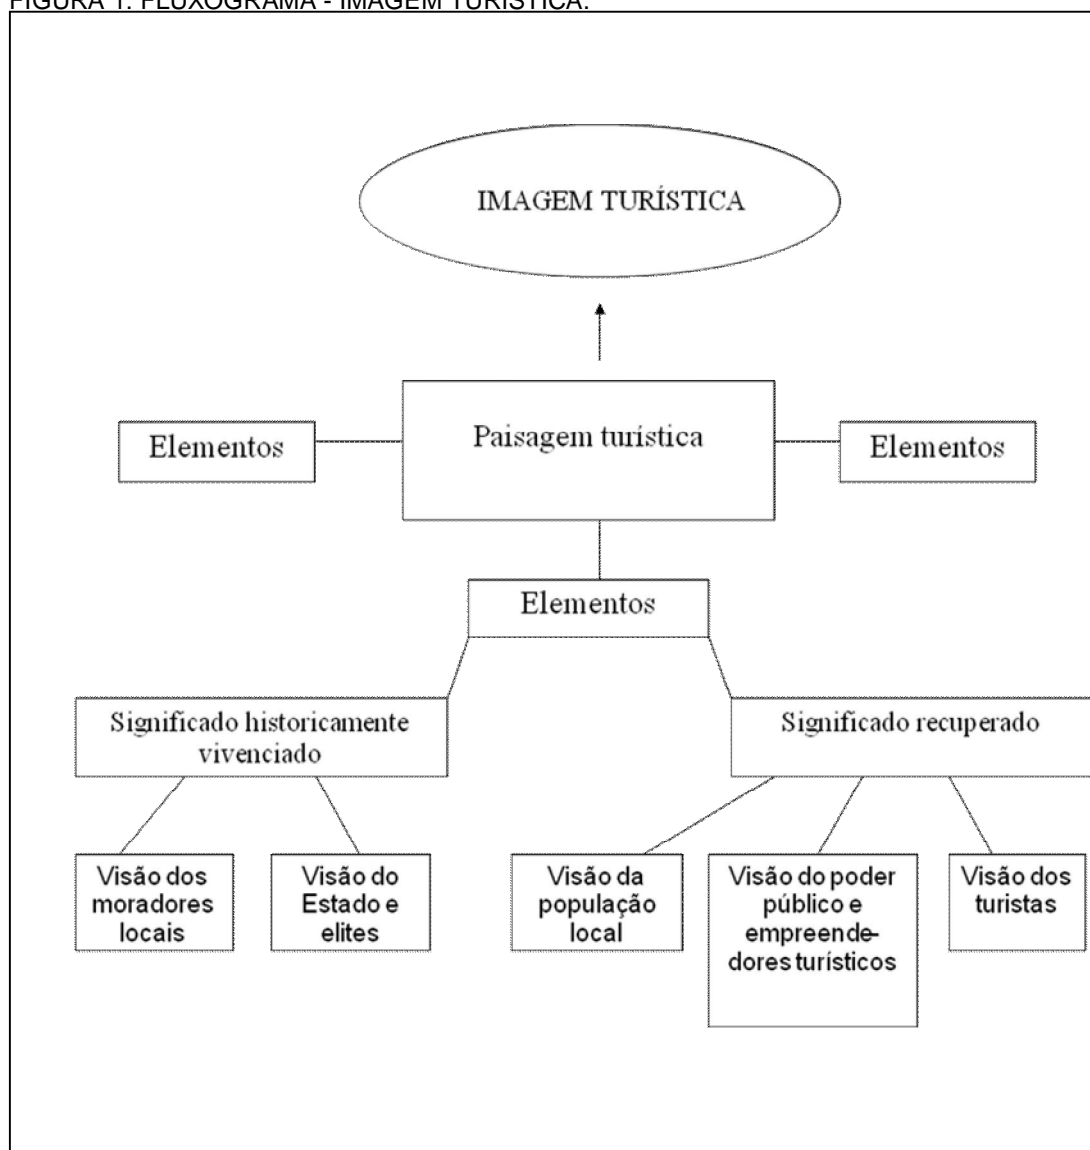 FIGURA 1: FLUXOGRAMA - IMAGEM TURÍSTICA.
IMAGEM TURÍSTICA
Elementos
Paisagem turística
Elementos
Elementos
Significado historicamente
vivenciado
Significado recuperado
Visão dos
moradores
locais
Visão do
Estado e
elites
Visão da
população
local
Visão do poder
público e
empreende-
dores turísticos
Visão dos
turistas